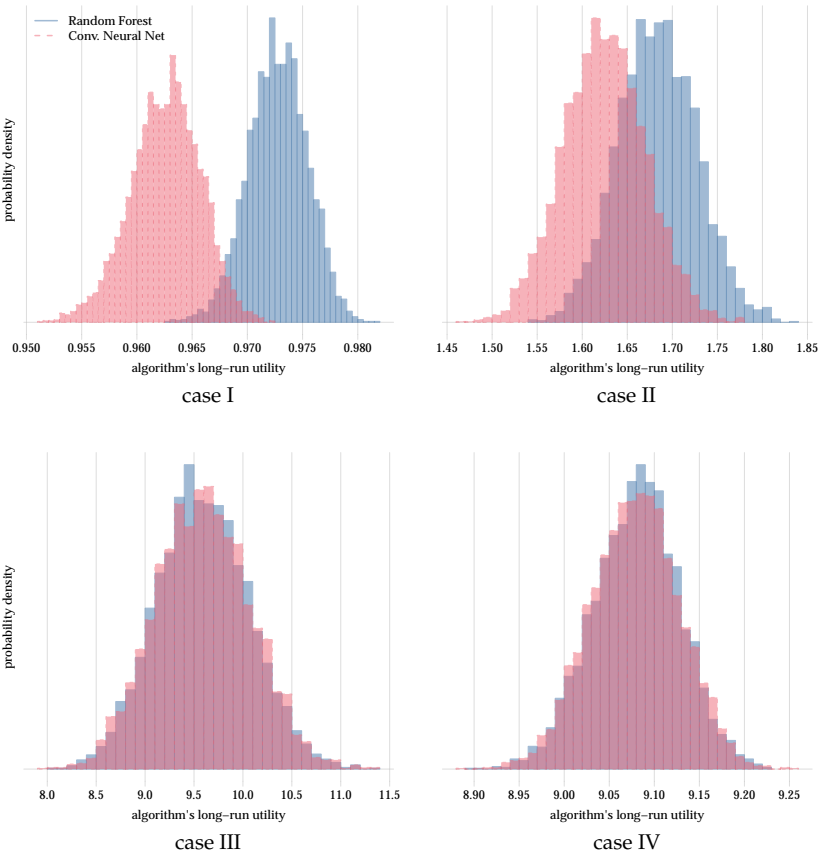 Random Forest
Conv. Neural Net
probability density
0.950 0.955 0.960 0.965 0.970 0.975 0.980
algorithm's long−run utility
case I
1.45 1.50 1.55 1.60 1.65 1.70 1.75 1.80 1.85
algorithm's long−run utility
case II
probability density
8.0 8.5 9.0 9.5 10.0 10.5 11.0 11.5
algorithm's long−run utility
case III
8.90 8.95 9.00 9.05 9.10 9.15 9.20 9.25
algorithm's long−run utility
case IV